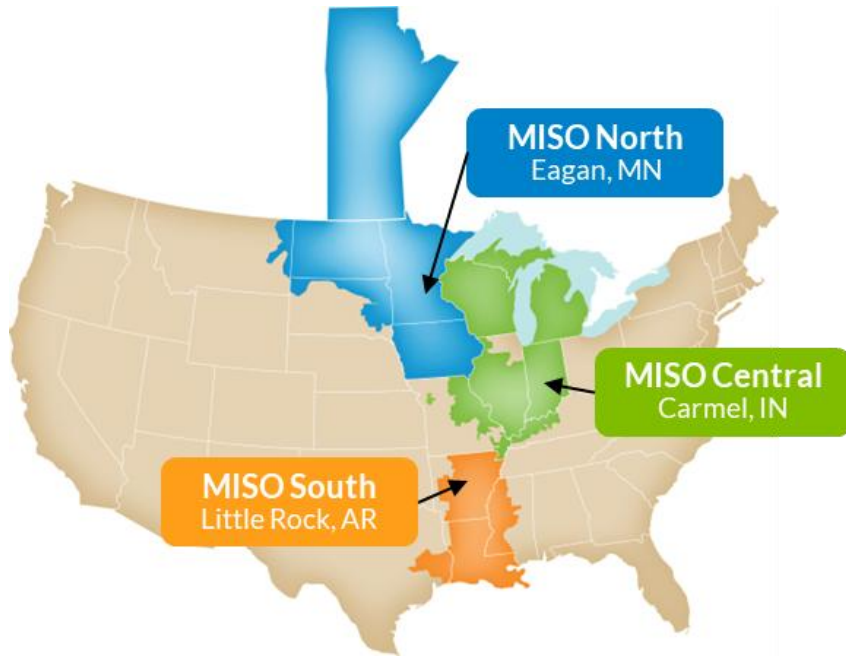 MISO North
Eagan, MN
MISO Central
Carmel, IN
MISO South
Little Rock, AR